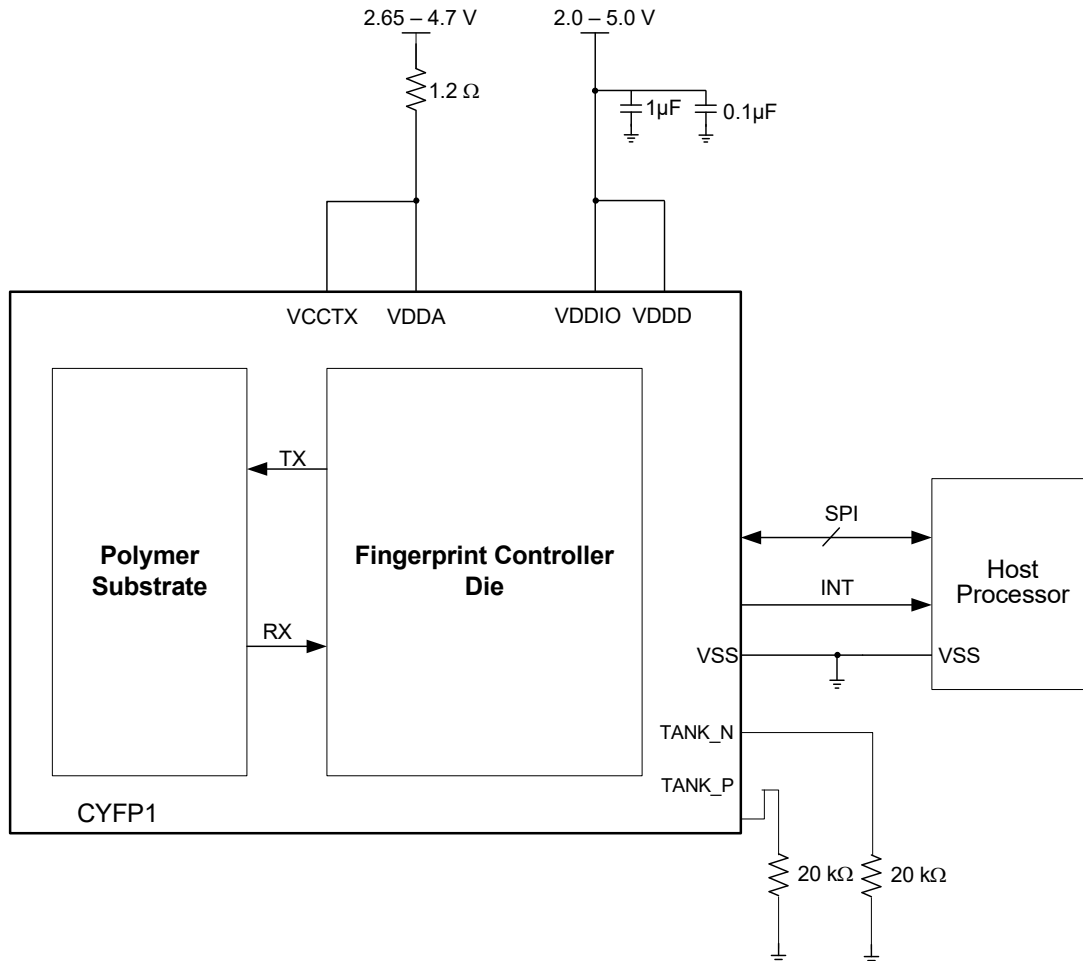 2.65 – 4.7 V
2.0 – 5.0 V
1.2 Ω
1µF
0.1µF
VCCTX
VDDA
VDDIO
VDDD
TX
SPI
Polymer
Substrate
Fingerprint Controller
Die
Host
Processor
INT
RX
VSS
VSS
TANK_N
TANK_P
CYFP1
20 kΩ
20 kΩ